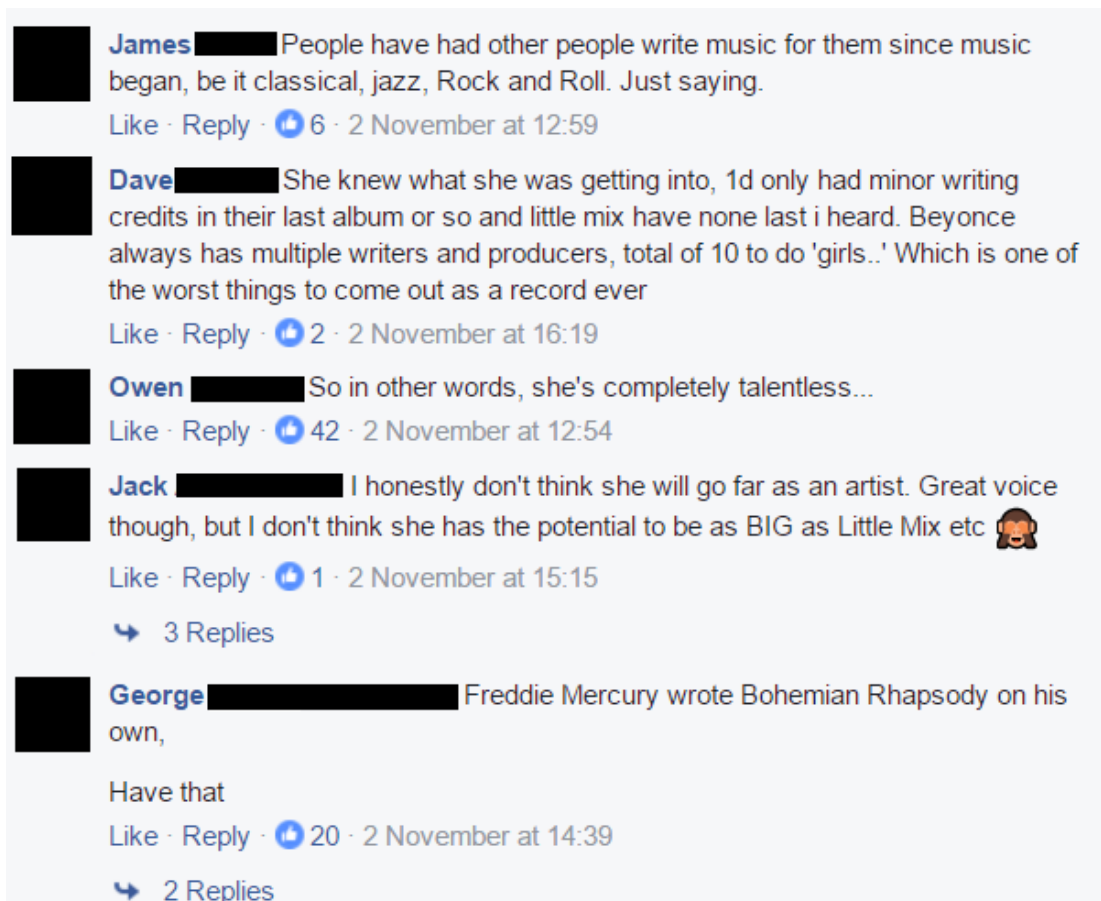 James People have had other people write music for them since music
began, be it classical, jazz, Rock and Roll. Just saying.
Like · Reply · 6 · 2 November at 12:59
Dave She knew what she was getting into, 1d only had minor writing
credits in their last album or so and little mix have none last i heard. Beyonce
always has multiple writers and producers, total of 10 to do 'girls..' Which is one of
the worst things to come out as a record ever
Like · Reply · 2 · 2 November at 16:19
Owen So in other words, she's completely talentless...
Like · Reply · 42 · 2 November at 12:54
Jack I honestly don't think she will go far as an artist. Great voice
though, but I don't think she has the potential to be as BIG as Little Mix etc 🙈
Like · Reply · 1 · 2 November at 15:15
3 Replies
George Freddie Mercury wrote Bohemian Rhapsody on his
own,
Have that
Like · Reply · 20 · 2 November at 14:39
2 Replies